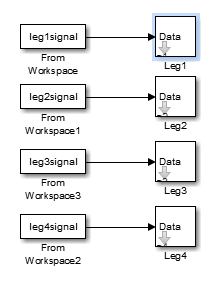 leg1signal
Data
From
Workspace
Leg1
leg2signal
Data
From
Workspace1
Leg2
leg3signal
Data
From
Workspace3
Leg3
leg4signal
Data
From
Workspace2
Leg4